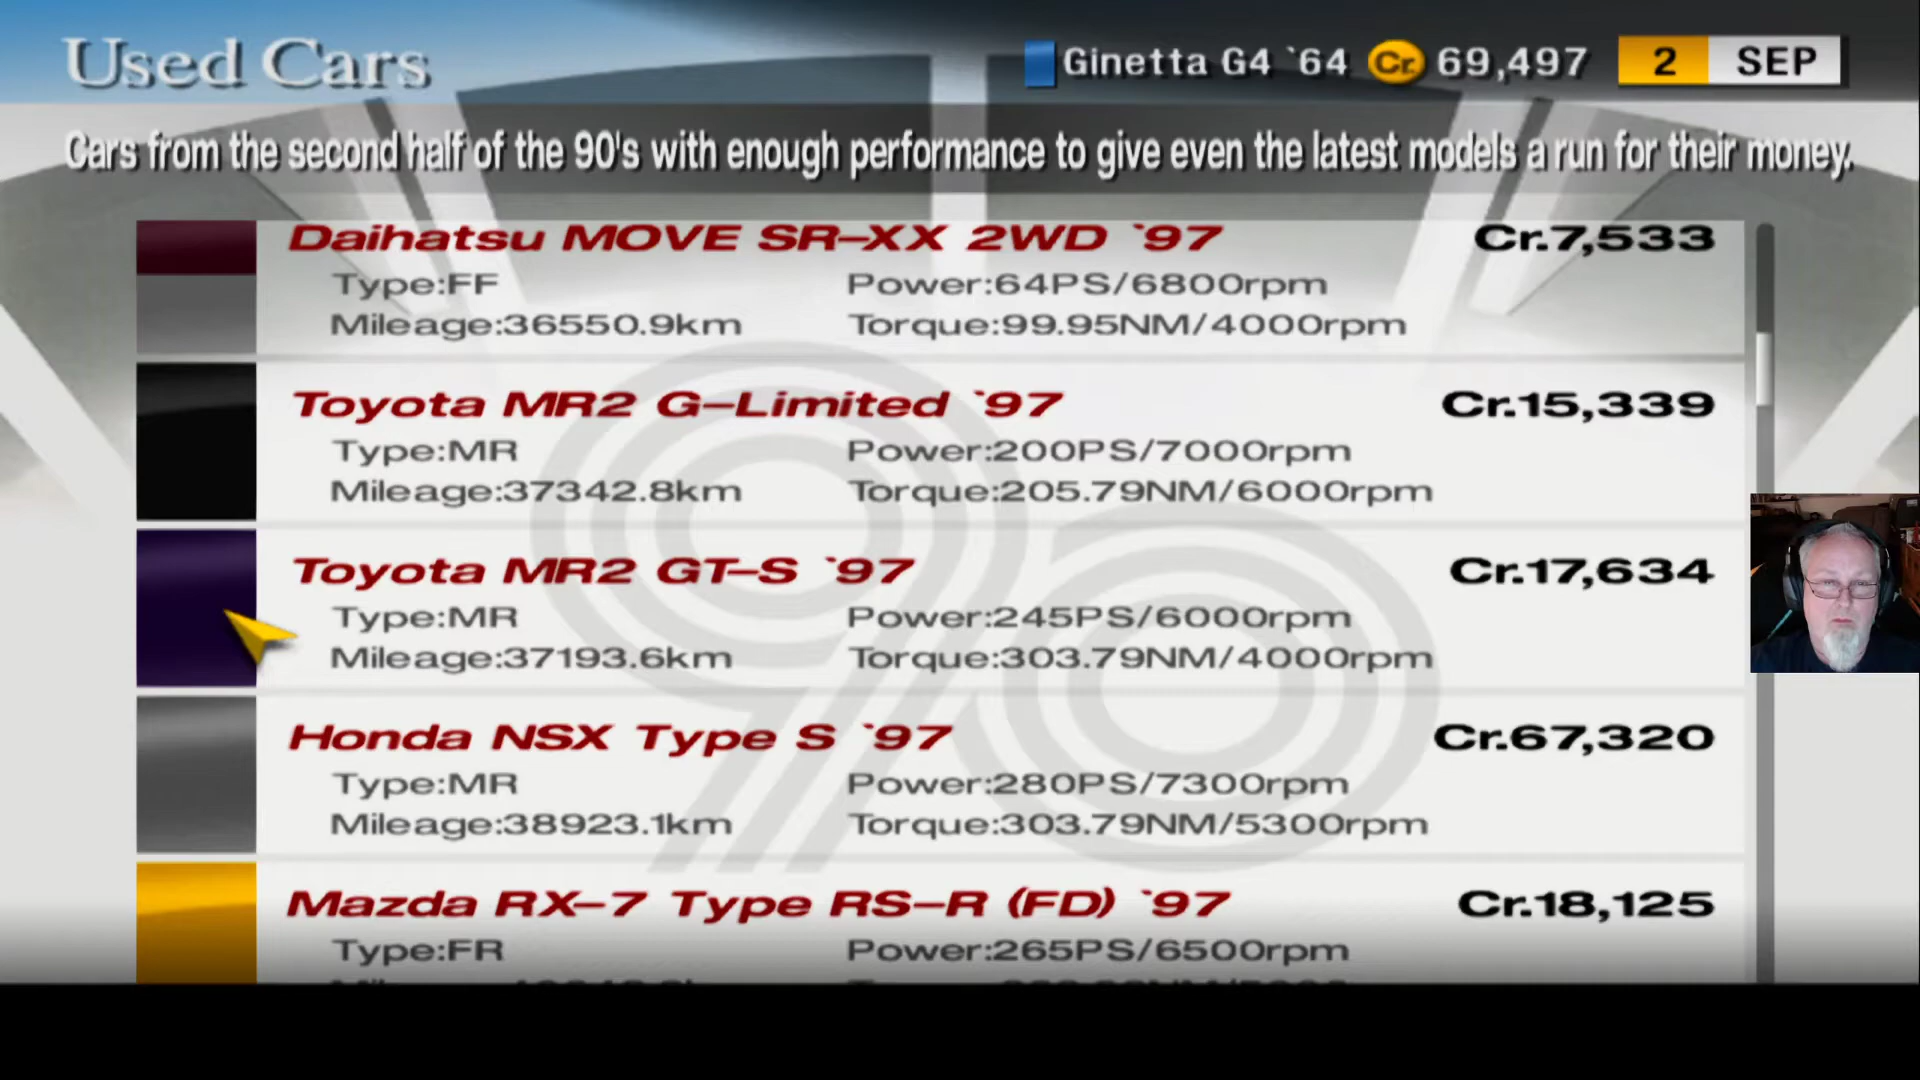 Used Cars
Ginetta G4 `64 Cr. 69,497 2 SEP
Cars from the second half of the 90's with enough performance to give even the latest models a run for their money.
Daihatsu MOVE SR-XX 2WD `97 Cr.7,533
Type:FF Power:64PS/6800rpm
Mileage:36550.9km Torque:99.95NM/4000rpm
Toyota MR2 G-Limited `97 Cr.15,339
Type:MR Power:200PS/7000rpm
Mileage:37342.8km Torque:205.79NM/6000rpm
Toyota MR2 GT-S `97 Cr.17,634
Type:MR Power:245PS/6000rpm
Mileage:37193.6km Torque:303.79NM/4000rpm
Honda NSX Type S `97 Cr.67,320
Type:MR Power:280PS/7300rpm
Mileage:38923.1km Torque:303.79NM/5300rpm
Mazda RX-7 Type RS-R (FD) `97 Cr.18,125
Type:FR Power:265PS/6500rpm
90